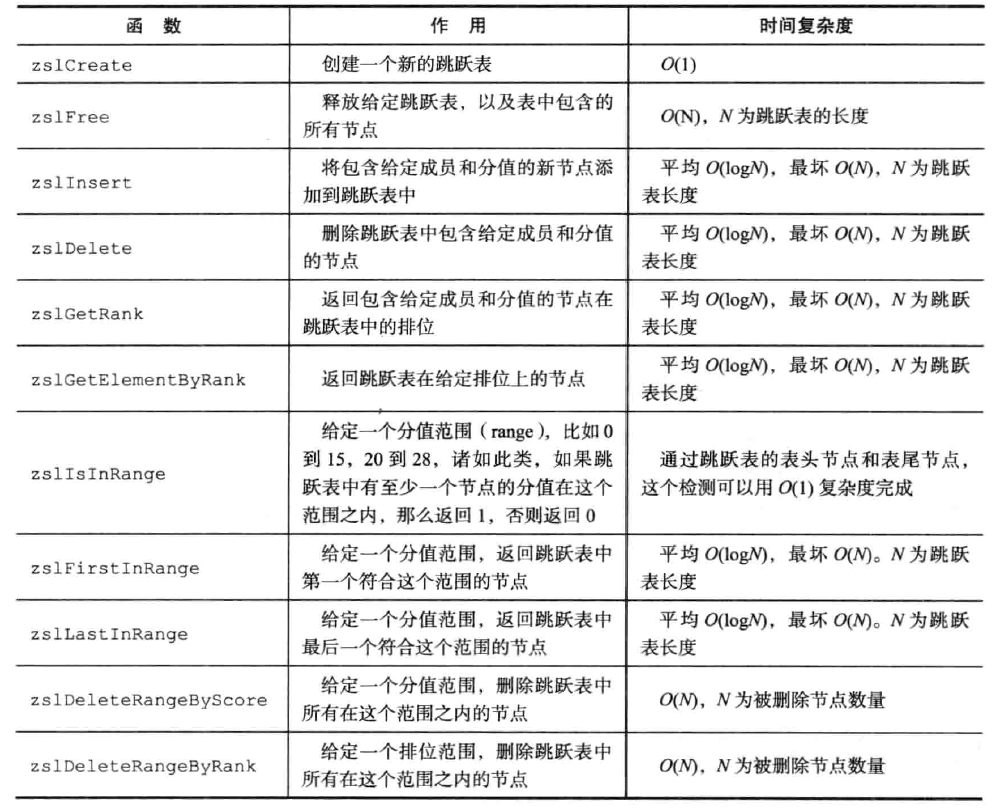 函 数 作 用 时间复杂度
zslCreate 创建一个新的跳跃表 O(1)
zslFree 释放给定跳跃表，以及表中包含的
所有节点 O(N)，N 为跳跃表的长度
zslInsert 将包含给定成员和分值的新节点添
加到跳跃表中 平均 O(logN)，最坏 O(N)，N 为跳跃
表长度
zslDelete 删除跳跃表中包含给定成员和分值
的节点 平均 O(logN)，最坏 O(N)，N 为跳跃
表长度
zslGetRank 返回包含给定成员和分值的节点在
跳跃表中的排位 平均 O(logN)，最坏 O(N)，N 为跳跃
表长度
zslGetElementByRank 返回跳跃表在给定排位上的节点 平均 O(logN)，最坏 O(N)，N 为跳跃
表长度
zslIsInRange 给定一个分值范围（range），比如 0
到 15，20 到 28，诸如此类，如果跳
跃表中有至少一个节点的分值在这个
范围之内，那么返回 1，否则返回 0
通过跳跃表的表头节点和表尾节点，
这个检测可以用 O(1) 复杂度完成
zslFirstInRange 给定一个分值范围，返回跳跃表中
第一个符合这个范围的节点 平均 O(logN)，最坏 O(N)。N 为跳跃
表长度
zslLastInRange 给定一个分值范围，返回跳跃表中
最后一个符合这个范围的节点 平均 O(logN)，最坏 O(N)。N 为跳跃
表长度
zslDeleteRangeByScore 给定一个分值范围，删除跳跃表中
所有在这个范围之内的节点 O(N)，N 为被删除节点数量
zslDeleteRangeByRank 给定一个排位范围，删除跳跃表中
所有在这个范围之内的节点 O(N)，N 为被删除节点数量